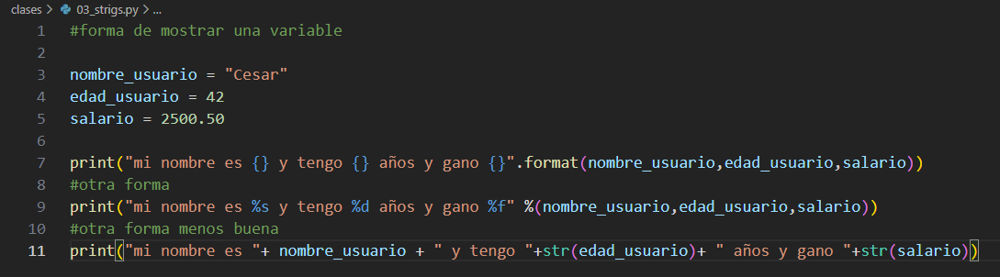 clases > 03_strigs.py > ...
1 #forma de mostrar una variable
2
3 nombre_usuario = "Cesar"
4 edad_usuario = 42
5 salario = 2500.50
6
7 print("mi nombre es {} y tengo {} años y gano {}".format(nombre_usuario,edad_usuario,salario))
8 #otra forma
9 print("mi nombre es %s y tengo %d años y gano %f" %(nombre_usuario,edad_usuario,salario))
10 #otra forma menos buena
11 print("mi nombre es "+ nombre_usuario + " y tengo "+str(edad_usuario)+ " años y gano "+str(salario))